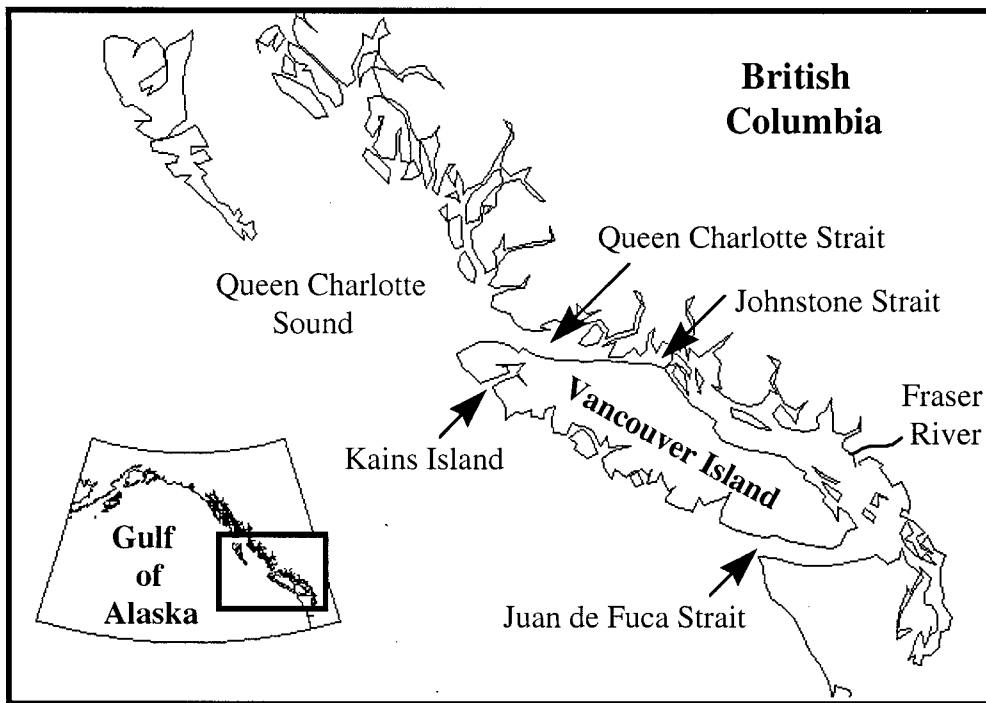 British
Columbia
Queen Charlotte Strait
Queen Charlotte
Sound
Johnstone Strait
Vancouver Island
Fraser
River
Kains Island
Gulf
of
Alaska
Juan de Fuca Strait